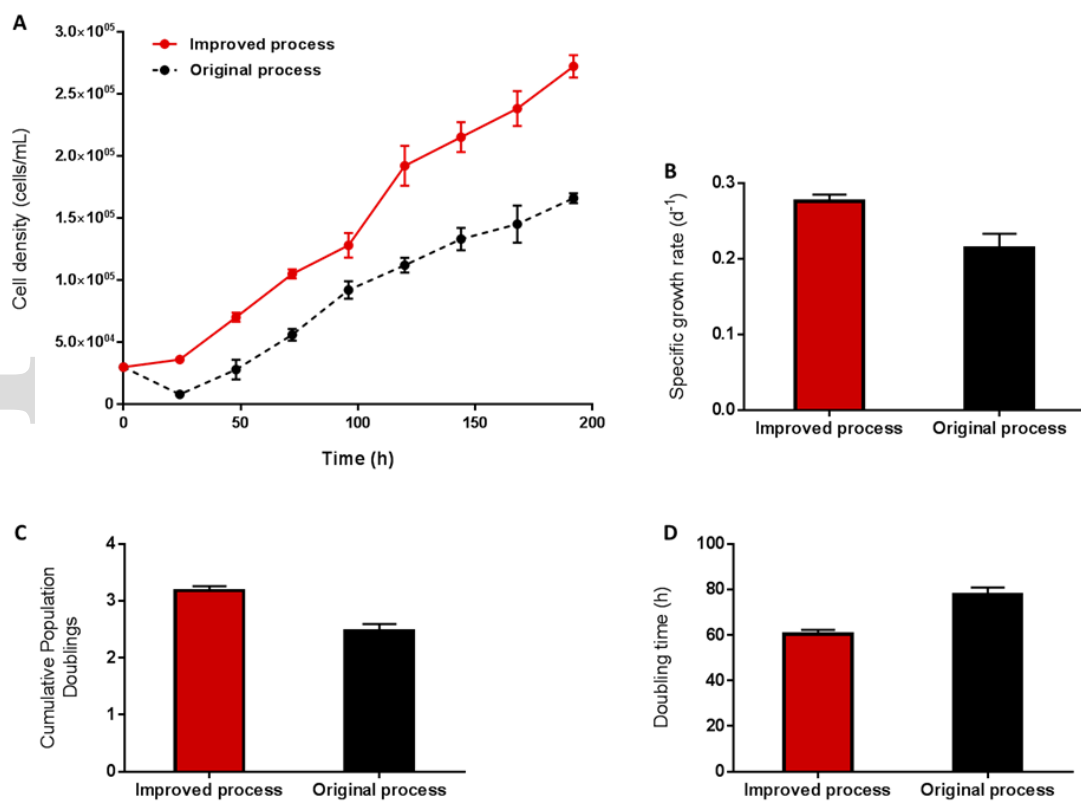 A
3.0×10⁰⁵
2.5×10⁰⁵
2.0×10⁰⁵
1.5×10⁰⁵
1.0×10⁰⁵
5.0×10⁰⁴
0
Cell density (cells/mL)
Improved process
Original process
0 50 100 150 200
Time (h)
B
0.3
0.2
0.1
0.0
Specific growth rate (d⁻¹)
Improved process Original process
C
4
3
2
1
0
Cumulative Population
Doublings
Improved process Original process
D
100
80
60
40
20
0
Doubling time (h)
Improved process Original process